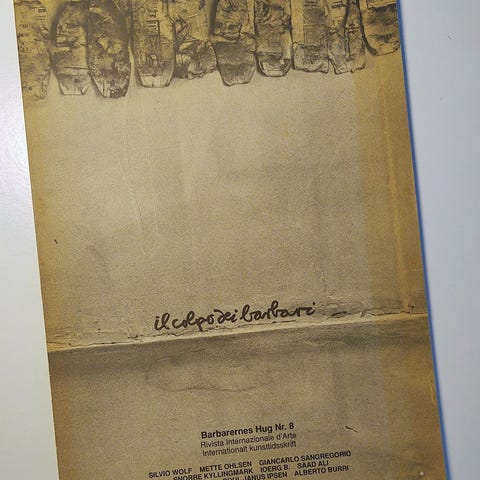 il colpo dei barbari
Barbarernes Hug Nr. 8
Rivista Internazionale d'Arte
Internationalt kunsttidsskrift
SILVIO WOLF METTE OHLSEN GIANCARLO SANGREGORIO
SNORRE KYLLINGMARK IOERG B. SAAD ALI
POUL JANUS IPSEN ALBERTO BURRI